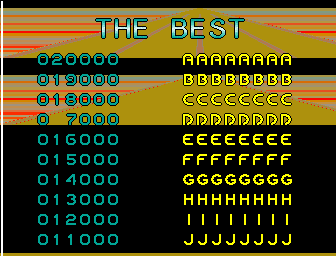 THE BEST
020000 AAAAAAAA
019000 BBBBBBBB
018000 CCCCCCCC
0 7000 DDDDDDDD
016000 EEEEEEEE
015000 FFFFFFFF
014000 GGGGGGGG
013000 HHHHHHHH
012000 IIIIIIII
011000 JJJJJJJJ